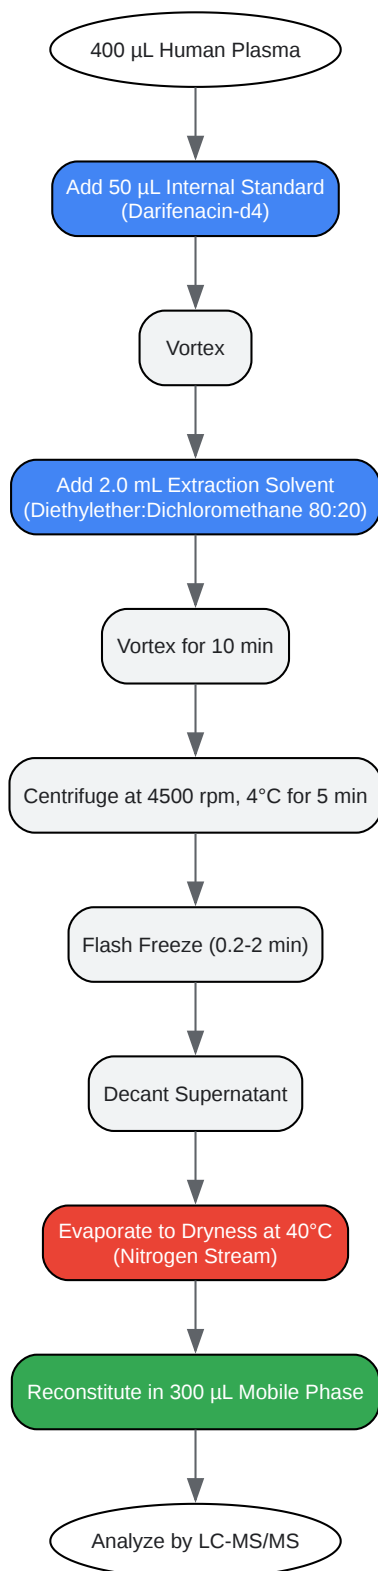 400 µL Human Plasma
Add 50 µL Internal Standard
(Darifenacin-d4)
Vortex
Add 2.0 mL Extraction Solvent
(Diethylether:Dichloromethane 80:20)
Vortex for 10 min
Centrifuge at 4500 rpm, 4°C for 5 min
Flash Freeze (0.2-2 min)
Decant Supernatant
Evaporate to Dryness at 40°C
(Nitrogen Stream)
Reconstitute in 300 µL Mobile Phase
Analyze by LC-MS/MS